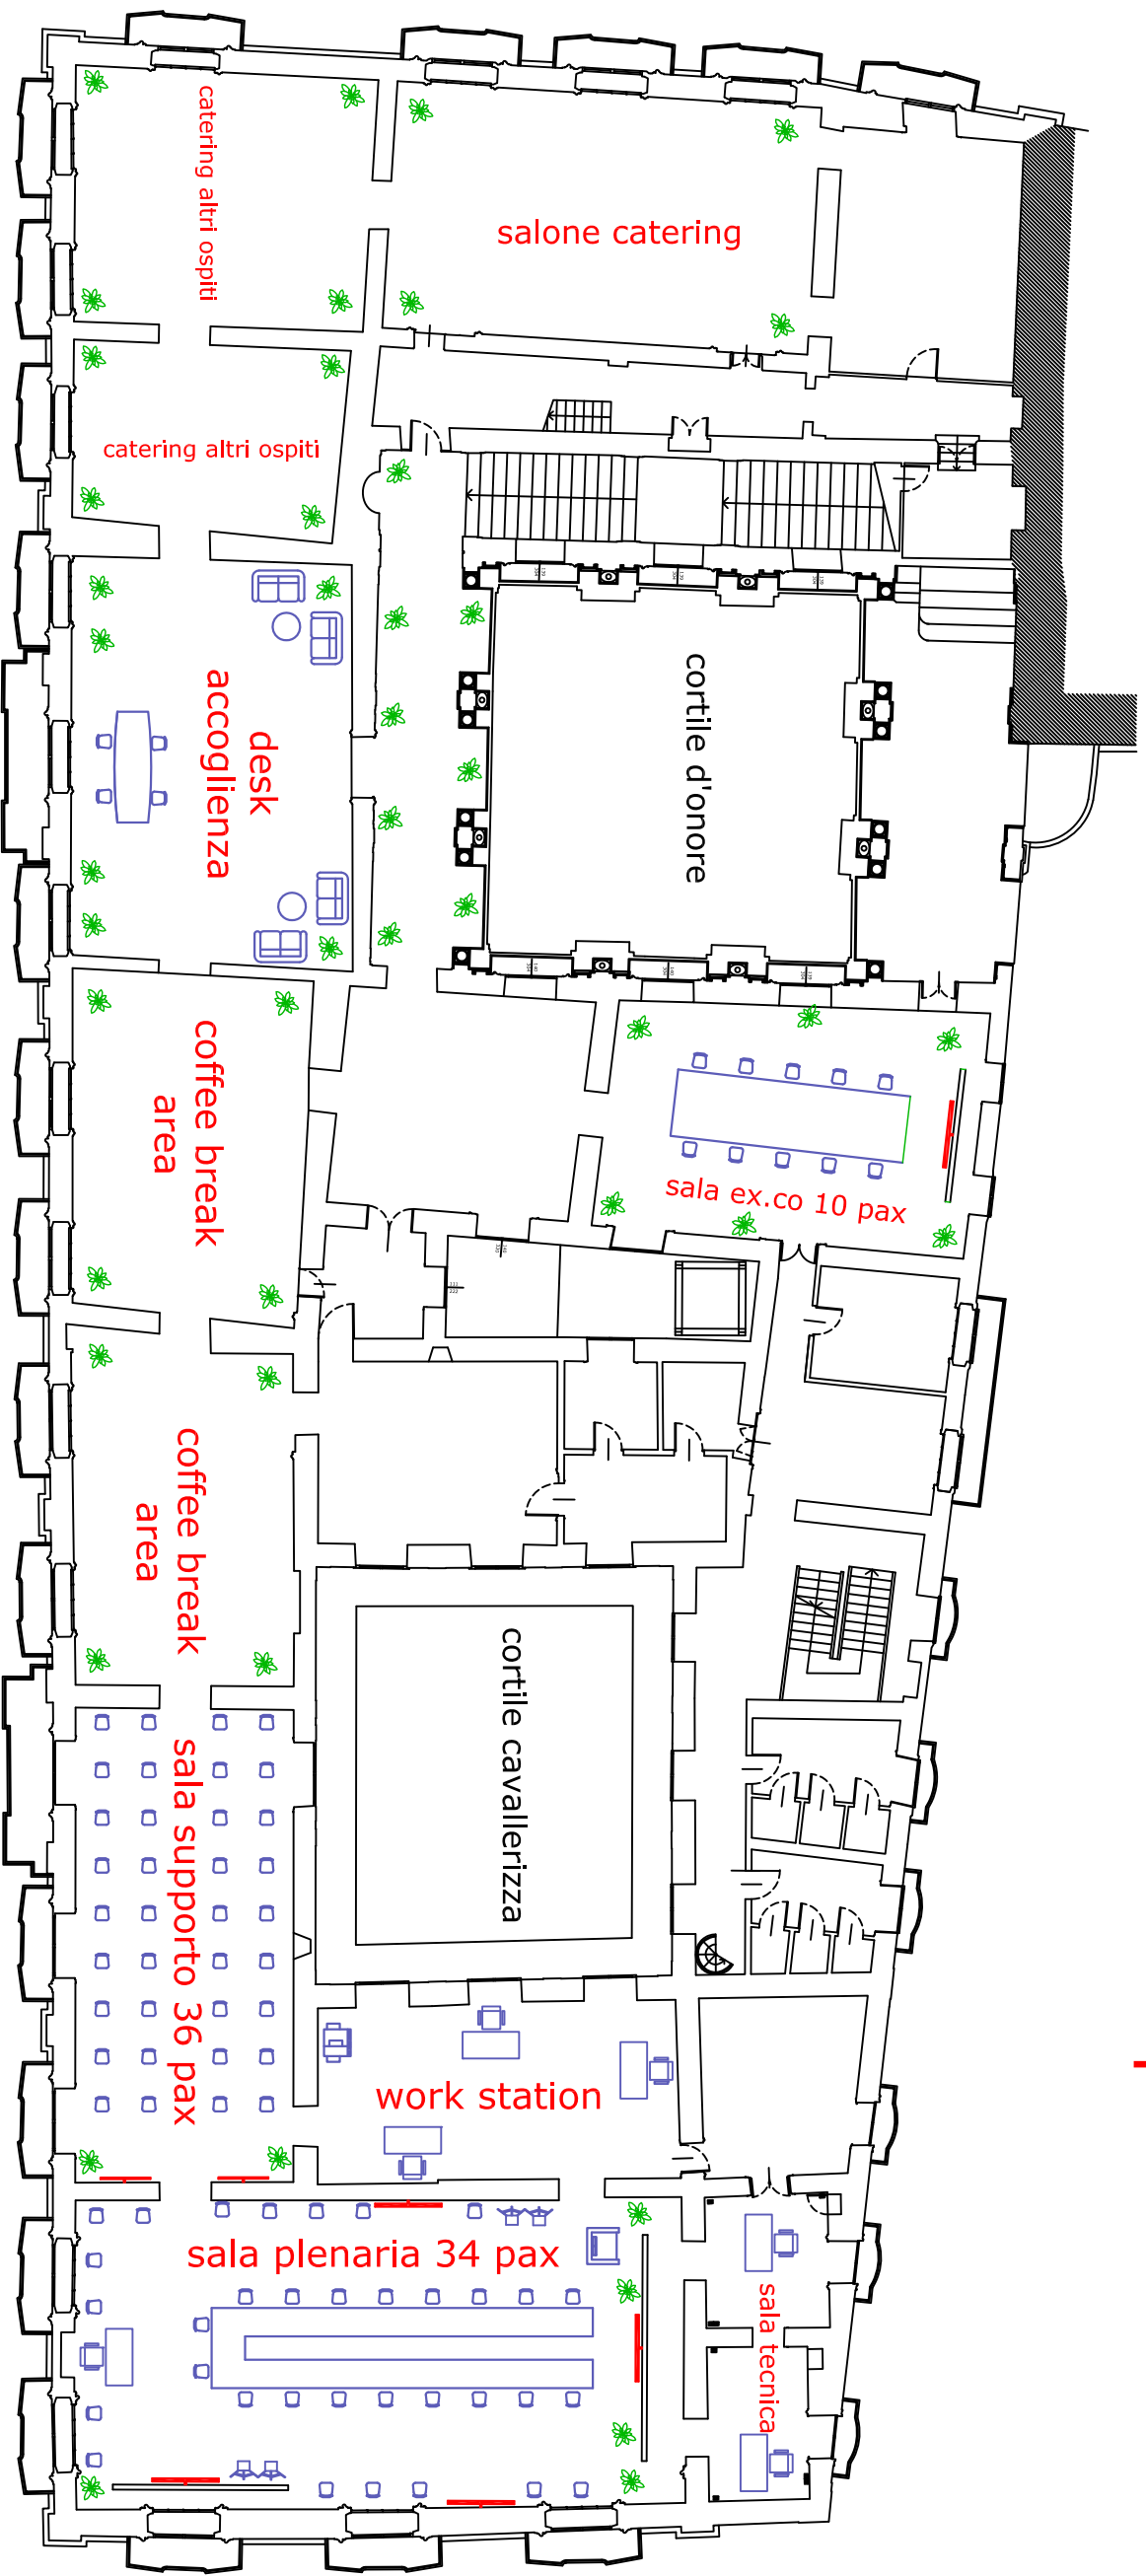 catering altri ospiti
salone catering
catering altri ospiti
desk
accoglienza
cortile d'onore
coffee break
area
sala ex.co 10 pax
coffee break
area
cortile cavallerizza
sala supporto 36 pax
work station
sala plenaria 34 pax
sala tecnica